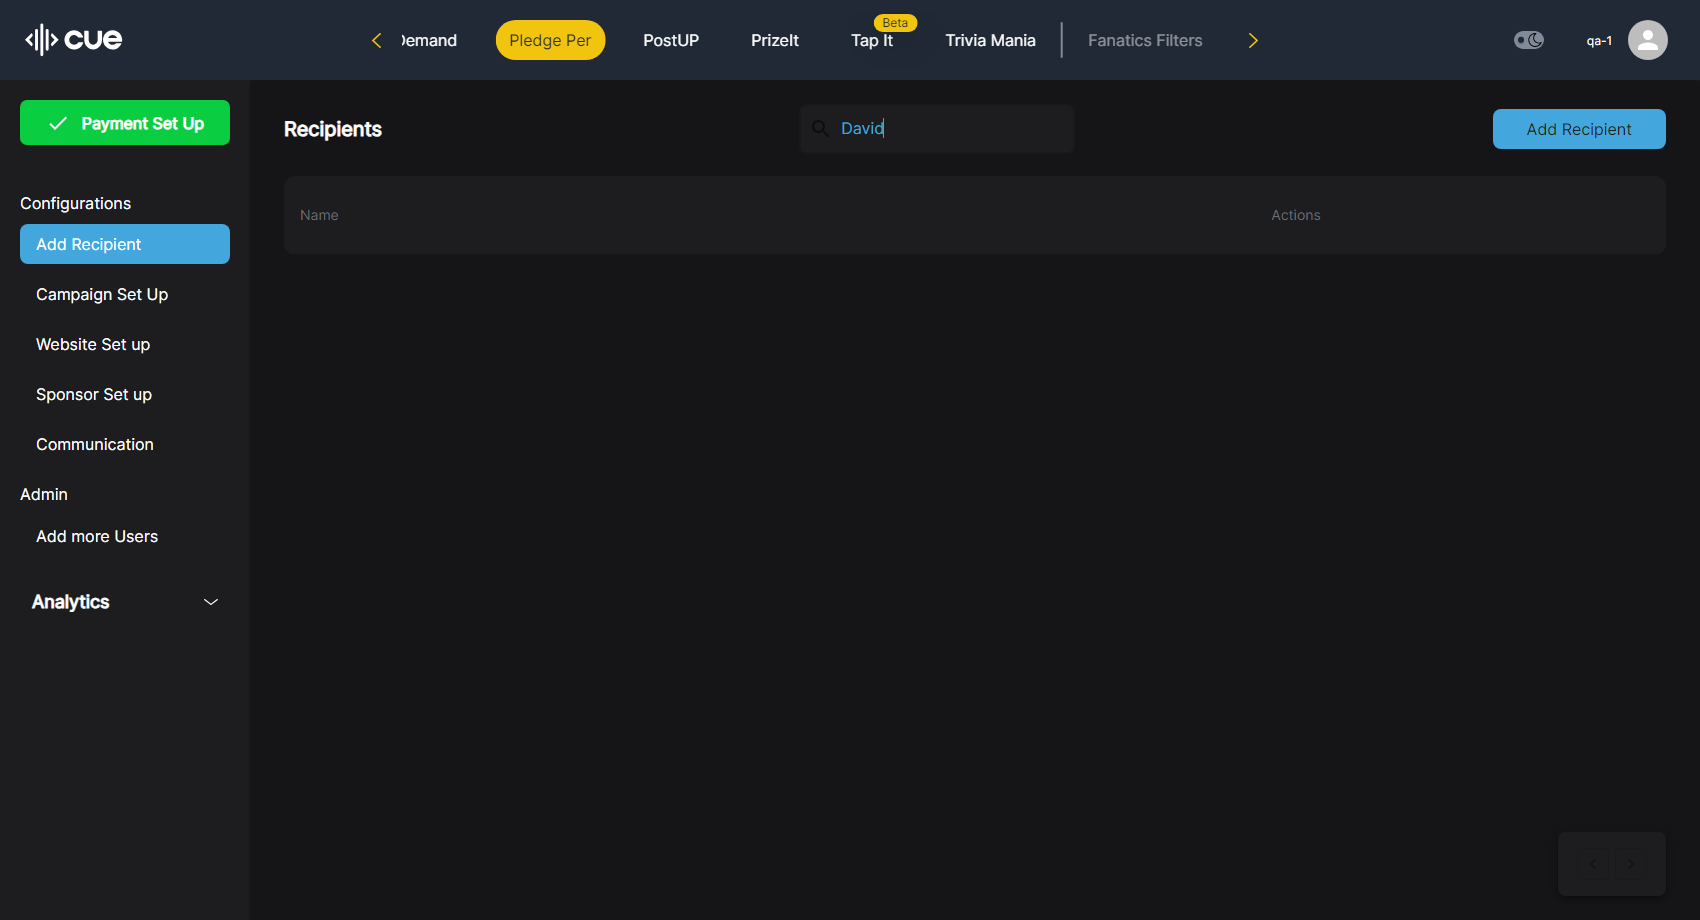 cue
Demand
Pledge Per
PostUP
PrizeIt
Beta
Tap It
Trivia Mania
Fanatics Filters
qa-1
Payment Set Up
Configurations
Add Recipient
Campaign Set Up
Website Set up
Sponsor Set up
Communication
Admin
Add more Users
Analytics
Recipients
David
Add Recipient
Name
Actions